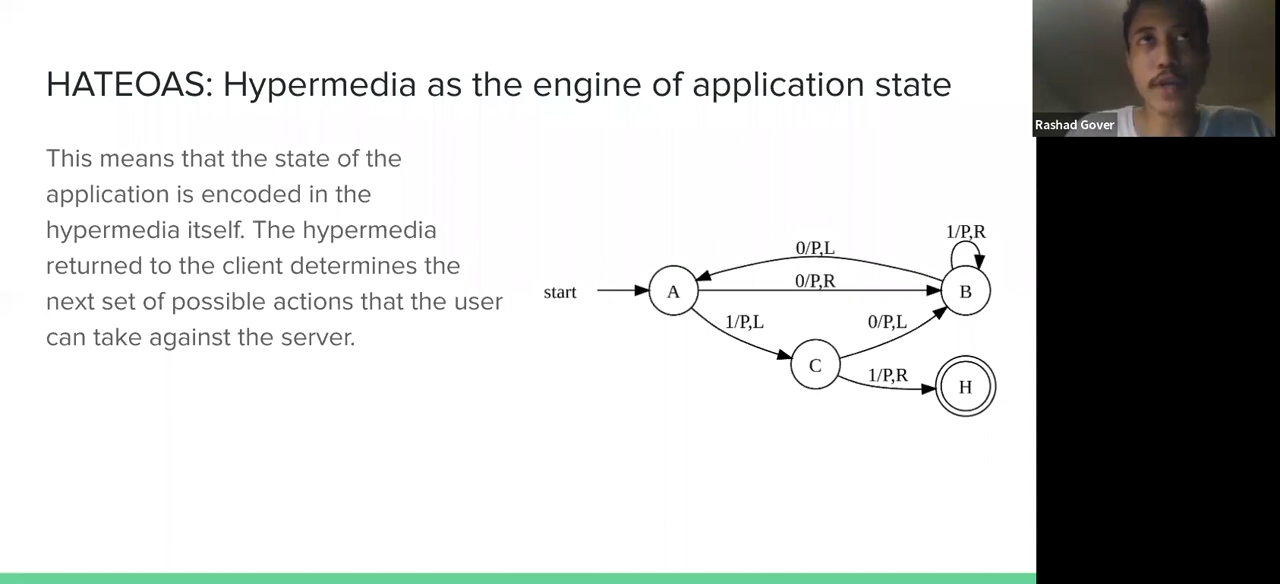 HATEOAS: Hypermedia as the engine of application state
Rashad Gover
This means that the state of the
application is encoded in the
hypermedia itself. The hypermedia
returned to the client determines the
next set of possible actions that the user
can take against the server.
1/P,R
0/P,L
0/P,R
start
A
B
1/P,L
0/P,L
C
1/P,R
H